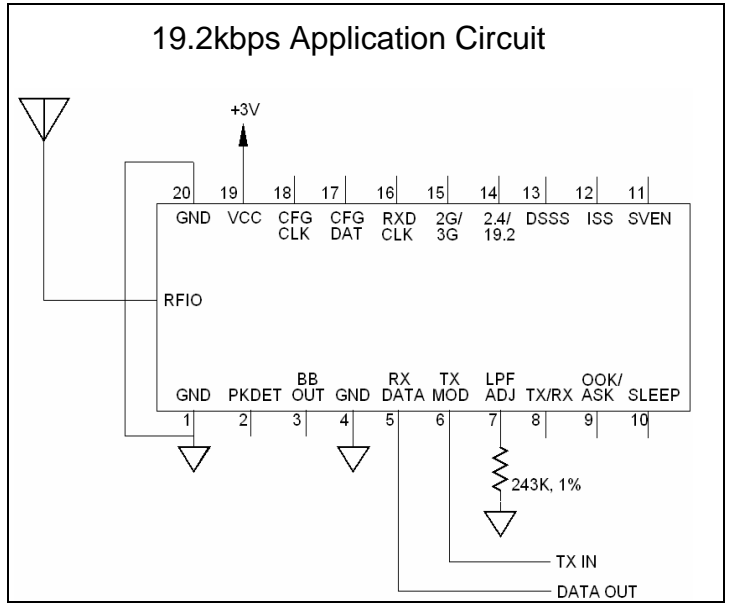 19.2kbps Application Circuit
+3V
20 19 18 17 16 15 14 13 12 11
GND VCC CFG CFG RXD 2G/ 2.4/ DSSS ISS SVEN
CLK DAT CLK 3G 19.2
RFIO
BB RX TX LPF OOK/
GND PKDET OUT GND DATA MOD ADJ TX/RX ASK SLEEP
1 2 3 4 5 6 7 8 9 10
243K, 1%
TX IN
DATA OUT